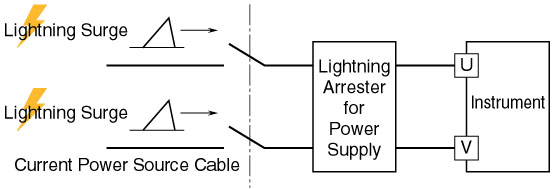 Lightning Surge
Lightning Surge
Current Power Source Cable
Lightning
Arrester
for
Power
Supply
U
V
Instrument